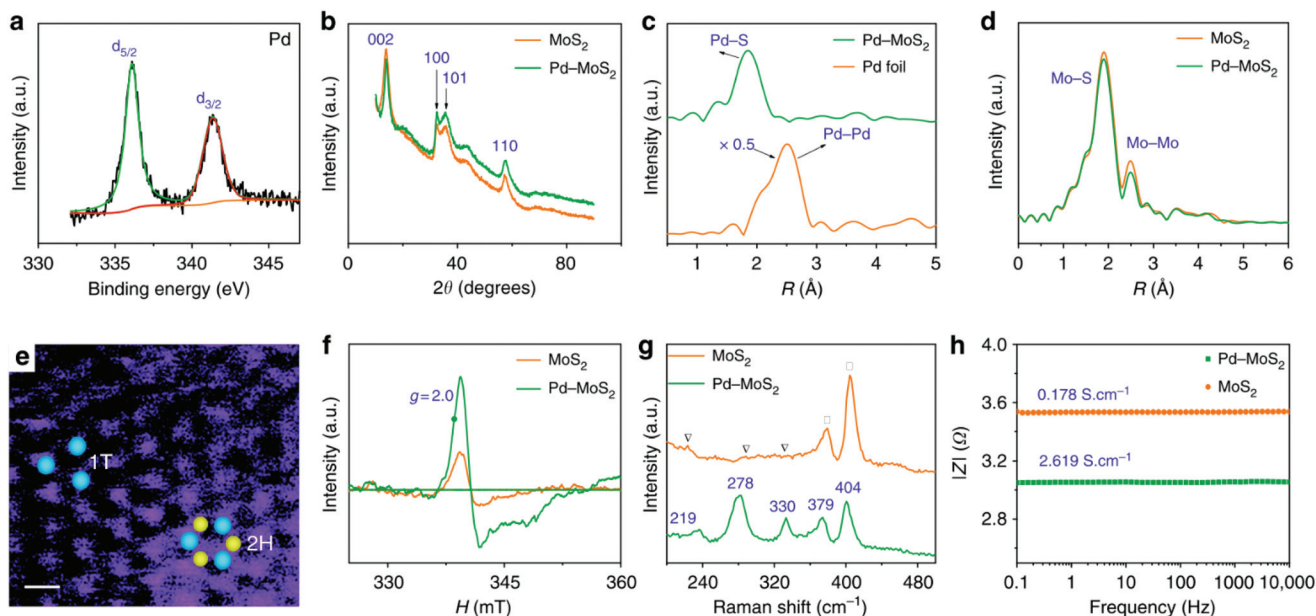 a
Pd
d5/2
d3/2
Intensity (a.u.)
330 335 340 345
Binding energy (eV)
b
MoS2
Pd–MoS2
002
100
101
110
Intensity (a.u.)
0 40 80
2θ (degrees)
c
Pd–MoS2
Pd foil
Pd–S
Pd–Pd
× 0.5
Intensity (a.u.)
1 2 3 4 5
R (Å)
d
MoS2
Pd–MoS2
Mo–S
Mo–Mo
Intensity (a.u.)
0 1 2 3 4 5 6
R (Å)
e
1T
2H
f
MoS2
Pd–MoS2
g = 2.0
Intensity (a.u.)
330 345 360
H (mT)
g
MoS2
Pd–MoS2
219
278
330
379
404
Intensity (a.u.)
240 320 400 480
Raman shift (cm–1)
h
Pd–MoS2
MoS2
0.178 S.cm–1
2.619 S.cm–1
|Z| (Ω)
4.0
3.6
3.2
2.8
0.1 1 10 100 1000 10,000
Frequency (Hz)